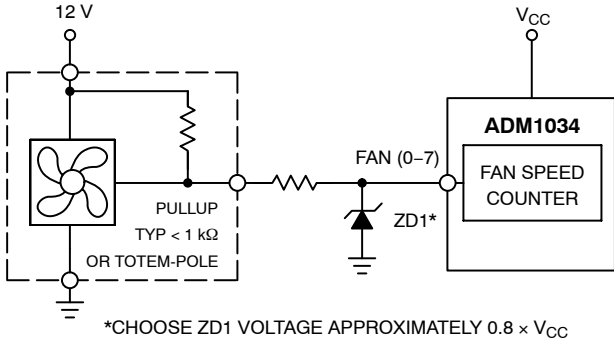 12 V
V_CC
ADM1034
FAN (0–7)
FAN SPEED
COUNTER
PULLUP
TYP < 1 kΩ
OR TOTEM-POLE
ZD1*
*CHOOSE ZD1 VOLTAGE APPROXIMATELY 0.8 × V_CC